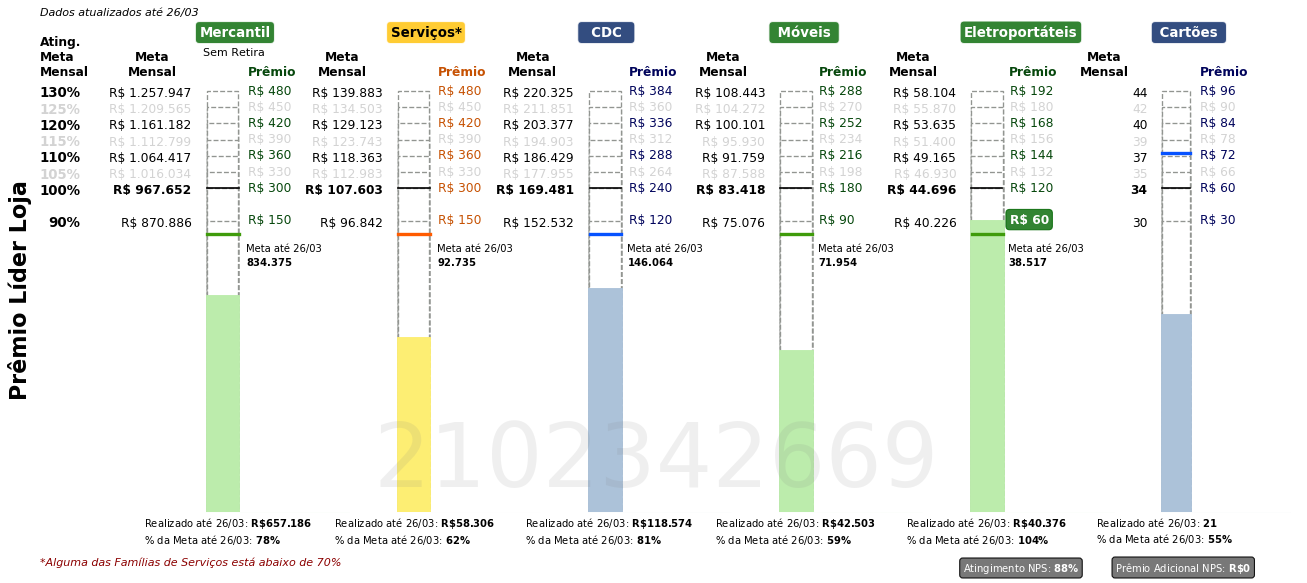 Dados atualizados até 26/03
Mercantil Serviços* CDC Móveis Eletroportáteis Cartões
Sem Retira
Ating. Meta Mensal Meta Mensal Prêmio Meta Mensal Prêmio Meta Mensal Prêmio Meta Mensal Prêmio Meta Mensal Prêmio Meta Mensal Prêmio
130% R$ 1.257.947 R$ 480 R$ 139.883 R$ 480 R$ 220.325 R$ 384 R$ 108.443 R$ 288 R$ 58.104 R$ 192 44 R$ 96
125% R$ 1.209.565 R$ 450 R$ 134.503 R$ 450 R$ 211.851 R$ 360 R$ 104.272 R$ 270 R$ 55.870 R$ 180 42 R$ 90
120% R$ 1.161.182 R$ 420 R$ 129.123 R$ 420 R$ 203.377 R$ 336 R$ 100.101 R$ 252 R$ 53.635 R$ 168 40 R$ 84
115% R$ 1.112.799 R$ 390 R$ 123.743 R$ 390 R$ 194.903 R$ 312 R$ 95.930 R$ 234 R$ 51.400 R$ 156 39 R$ 78
110% R$ 1.064.417 R$ 360 R$ 118.363 R$ 360 R$ 186.429 R$ 288 R$ 91.759 R$ 216 R$ 49.165 R$ 144 37 R$ 72
105% R$ 1.016.034 R$ 330 R$ 112.983 R$ 330 R$ 177.955 R$ 264 R$ 87.588 R$ 198 R$ 46.930 R$ 132 35 R$ 66
100% R$ 967.652 R$ 300 R$ 107.603 R$ 300 R$ 169.481 R$ 240 R$ 83.418 R$ 180 R$ 44.696 R$ 120 34 R$ 60
90% R$ 870.886 R$ 150 R$ 96.842 R$ 150 R$ 152.532 R$ 120 R$ 75.076 R$ 90 R$ 40.226 R$ 60 30 R$ 30
Meta até 26/03 Meta até 26/03 Meta até 26/03 Meta até 26/03 Meta até 26/03
834.375 92.735 146.064 71.954 38.517
Prêmio Líder Loja
2102342669
Realizado até 26/03: R$657.186 Realizado até 26/03: R$58.306 Realizado até 26/03: R$118.574 Realizado até 26/03: R$42.503 Realizado até 26/03: R$40.376 Realizado até 26/03: 21
% da Meta até 26/03: 78% % da Meta até 26/03: 62% % da Meta até 26/03: 81% % da Meta até 26/03: 59% % da Meta até 26/03: 104% % da Meta até 26/03: 55%
*Alguma das Famílias de Serviços está abaixo de 70% Atingimento NPS: 88% Prêmio Adicional NPS: R$0